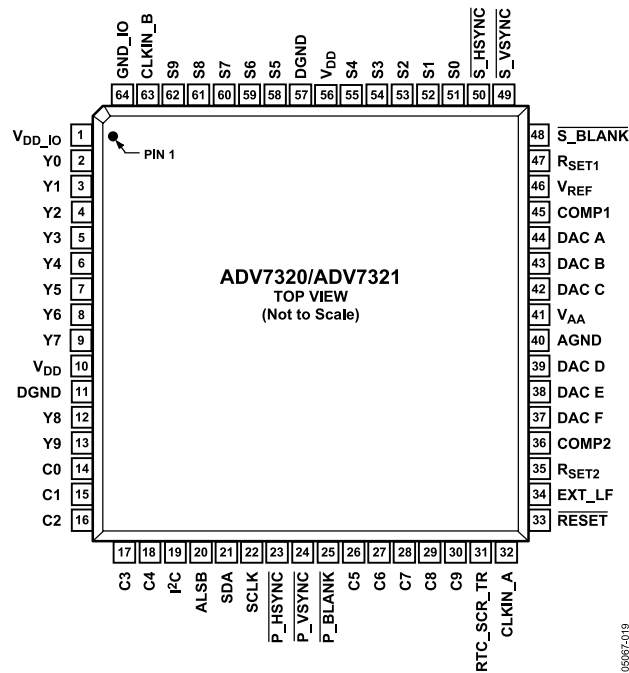 GND_IO
CLKIN_B
S9
S8
S7
S6
S5
DGND
VDD
S4
S3
S2
S1
S0
S_HSYNC
S_VSYNC
64 63 62 61 60 59 58 57 56 55 54 53 52 51 50 49
VDD_IO 1
Y0 2
Y1 3
Y2 4
Y3 5
Y4 6
Y5 7
Y6 8
Y7 9
VDD 10
DGND 11
Y8 12
Y9 13
C0 14
C1 15
C2 16
PIN 1
ADV7320/ADV7321
TOP VIEW
(Not to Scale)
48 S_BLANK
47 RSET1
46 VREF
45 COMP1
44 DAC A
43 DAC B
42 DAC C
41 VAA
40 AGND
39 DAC D
38 DAC E
37 DAC F
36 COMP2
35 RSET2
34 EXT_LF
33 RESET
17 18 19 20 21 22 23 24 25 26 27 28 29 30 31 32
C3
C4
I²C
ALSB
SDA
SCLK
P_HSYNC
P_VSYNC
P_BLANK
C5
C6
C7
C8
C9
RTC_SCR_TR
CLKIN_A
05067-019